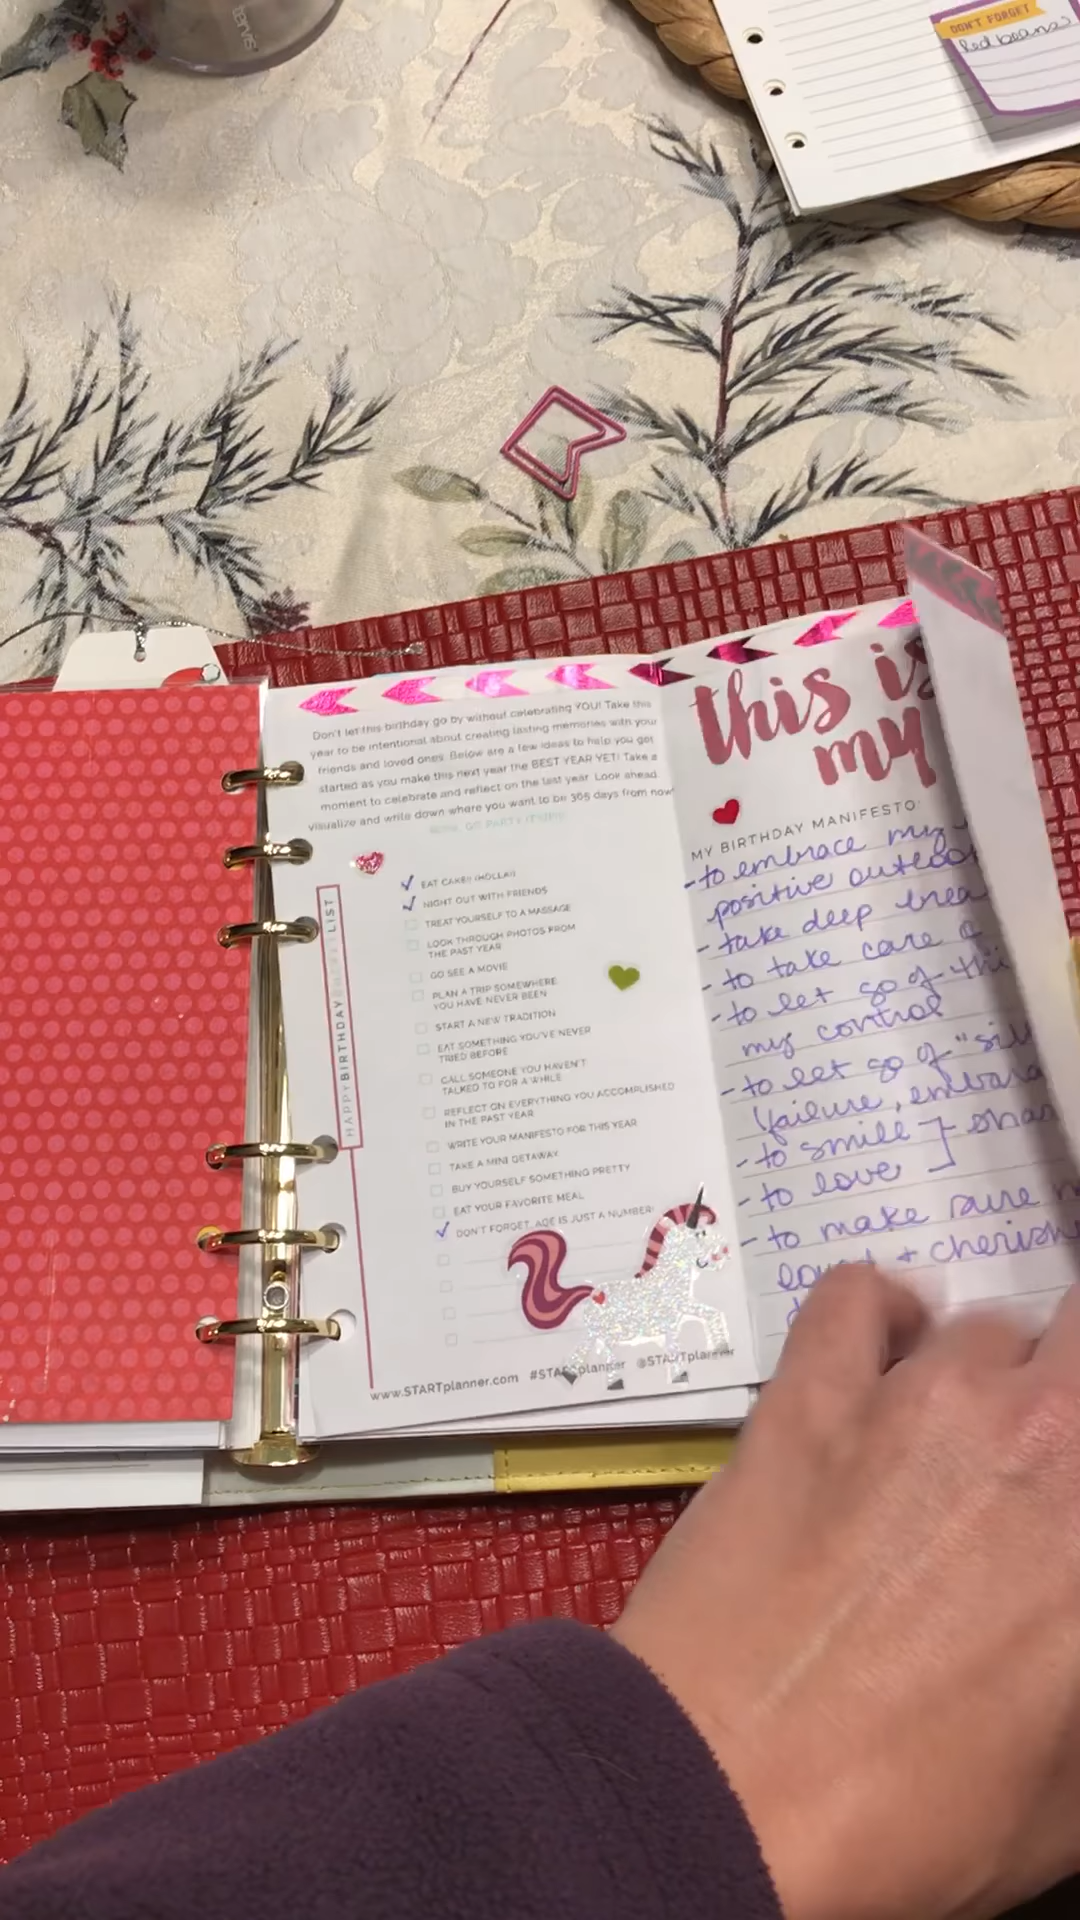 tervis
DON'T FORGET
Red beans
Don't let this birthday go by without celebrating YOU! Take this
year to be intentional about creating lasting memories with your
friends and loved ones. Below are a few ideas to help you get
started as you make this next year the BEST YEAR YET! Take a
moment to celebrate and reflect on the last year. Look ahead,
visualize and write down where you want to be 365 days from now
HAPPY BIRTHDAY LIST
EAT CAKE!! (HOLLA!)
NIGHT OUT WITH FRIENDS
TREAT YOURSELF TO A MASSAGE
LOOK THROUGH PHOTOS FROM
THE PAST YEAR
GO SEE A MOVIE
PLAN A TRIP SOMEWHERE
YOU HAVE NEVER BEEN
START A NEW TRADITION
EAT SOMETHING YOU'VE NEVER
TRIED BEFORE
CALL SOMEONE YOU HAVEN'T
TALKED TO FOR A WHILE
REFLECT ON EVERYTHING YOU ACCOMPLISHED
IN THE PAST YEAR
WRITE YOUR MANIFESTO FOR THIS YEAR
TAKE A MINI GETAWAY
BUY YOURSELF SOMETHING PRETTY
EAT YOUR FAVORITE MEAL
DON'T FORGET, AGE IS JUST A NUMBER!
www.STARTplanner.com #STARTplanner @STARTplanner
this is
my
MY BIRTHDAY MANIFESTO:
- to embrace my
positive
- take deep
- to take care
- to let go of
my control
- to let go of
(failure,
- to smile
- to love
- to make sure
+ cherish